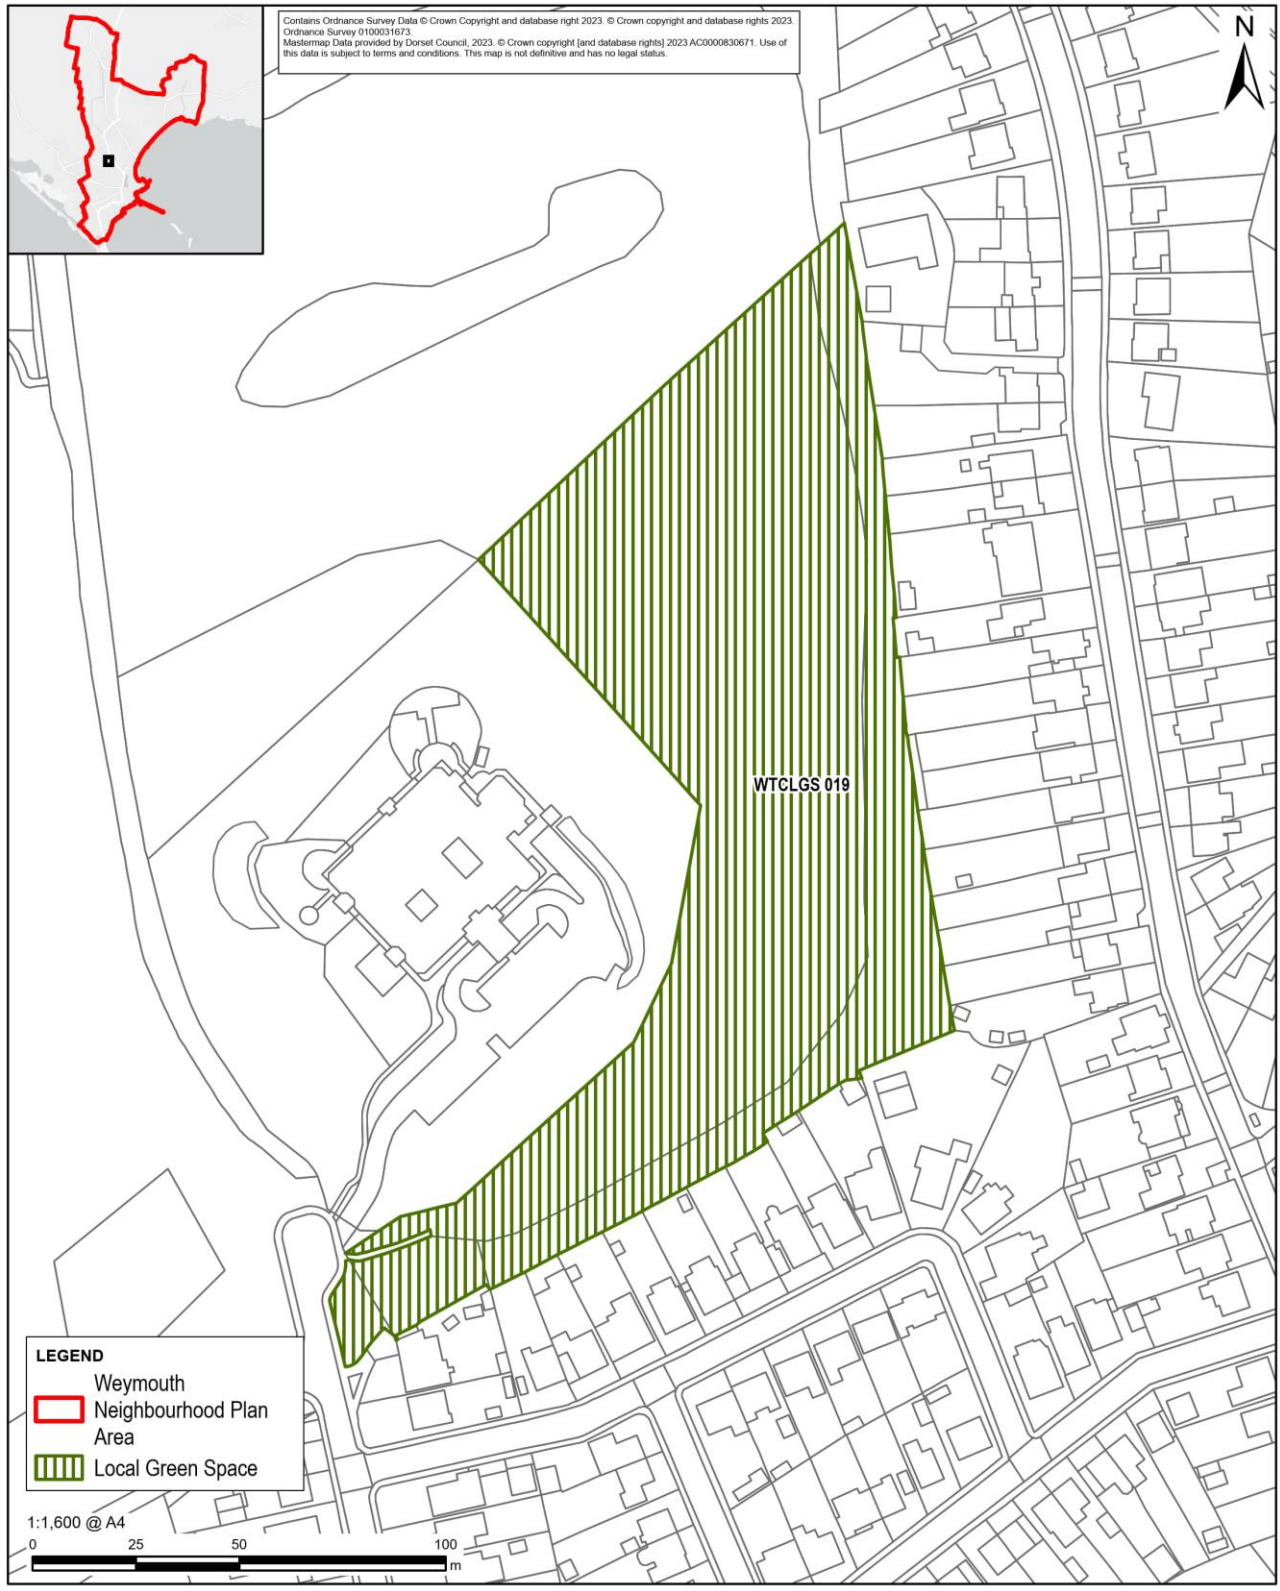 Contains Ordnance Survey Data © Crown Copyright and database right 2023. © Crown copyright and database rights 2023.
Ordnance Survey 0100031673.
Mastermap Data provided by Dorset Council, 2023. © Crown copyright [and database rights] 2023 AC0000830671. Use of
this data is subject to terms and conditions. This map is not definitive and has no legal status.
N
WTCLGS 019
LEGEND
Weymouth
Neighbourhood Plan
Area
Local Green Space
1:1,600 @ A4
0 25 50 100
m